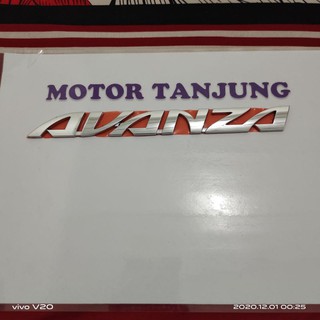 MOTOR TANJUNG
AVANZA
vivo V20
2020.12.01 00:25